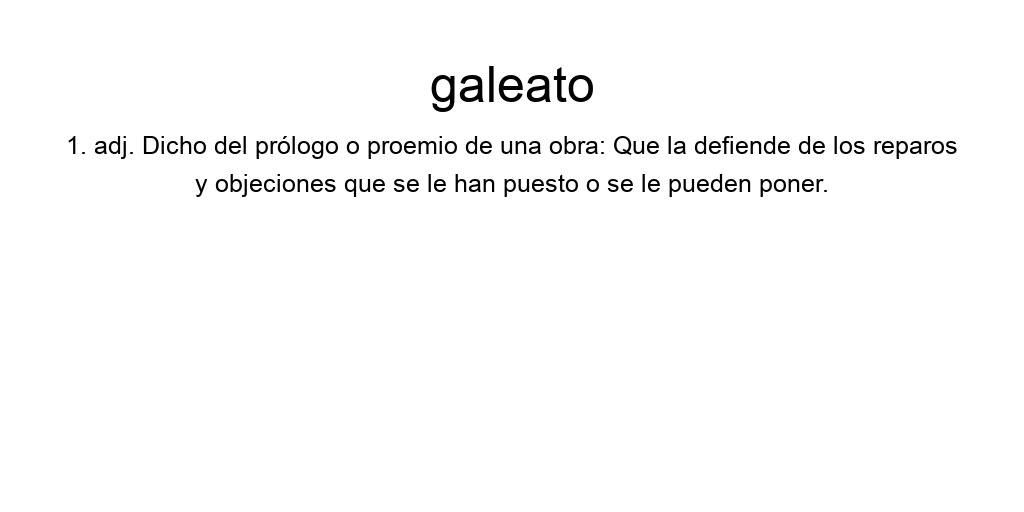 galeato
1. adj. Dicho del prólogo o proemio de una obra: Que la defiende de los reparos
y objeciones que se le han puesto o se le pueden poner.